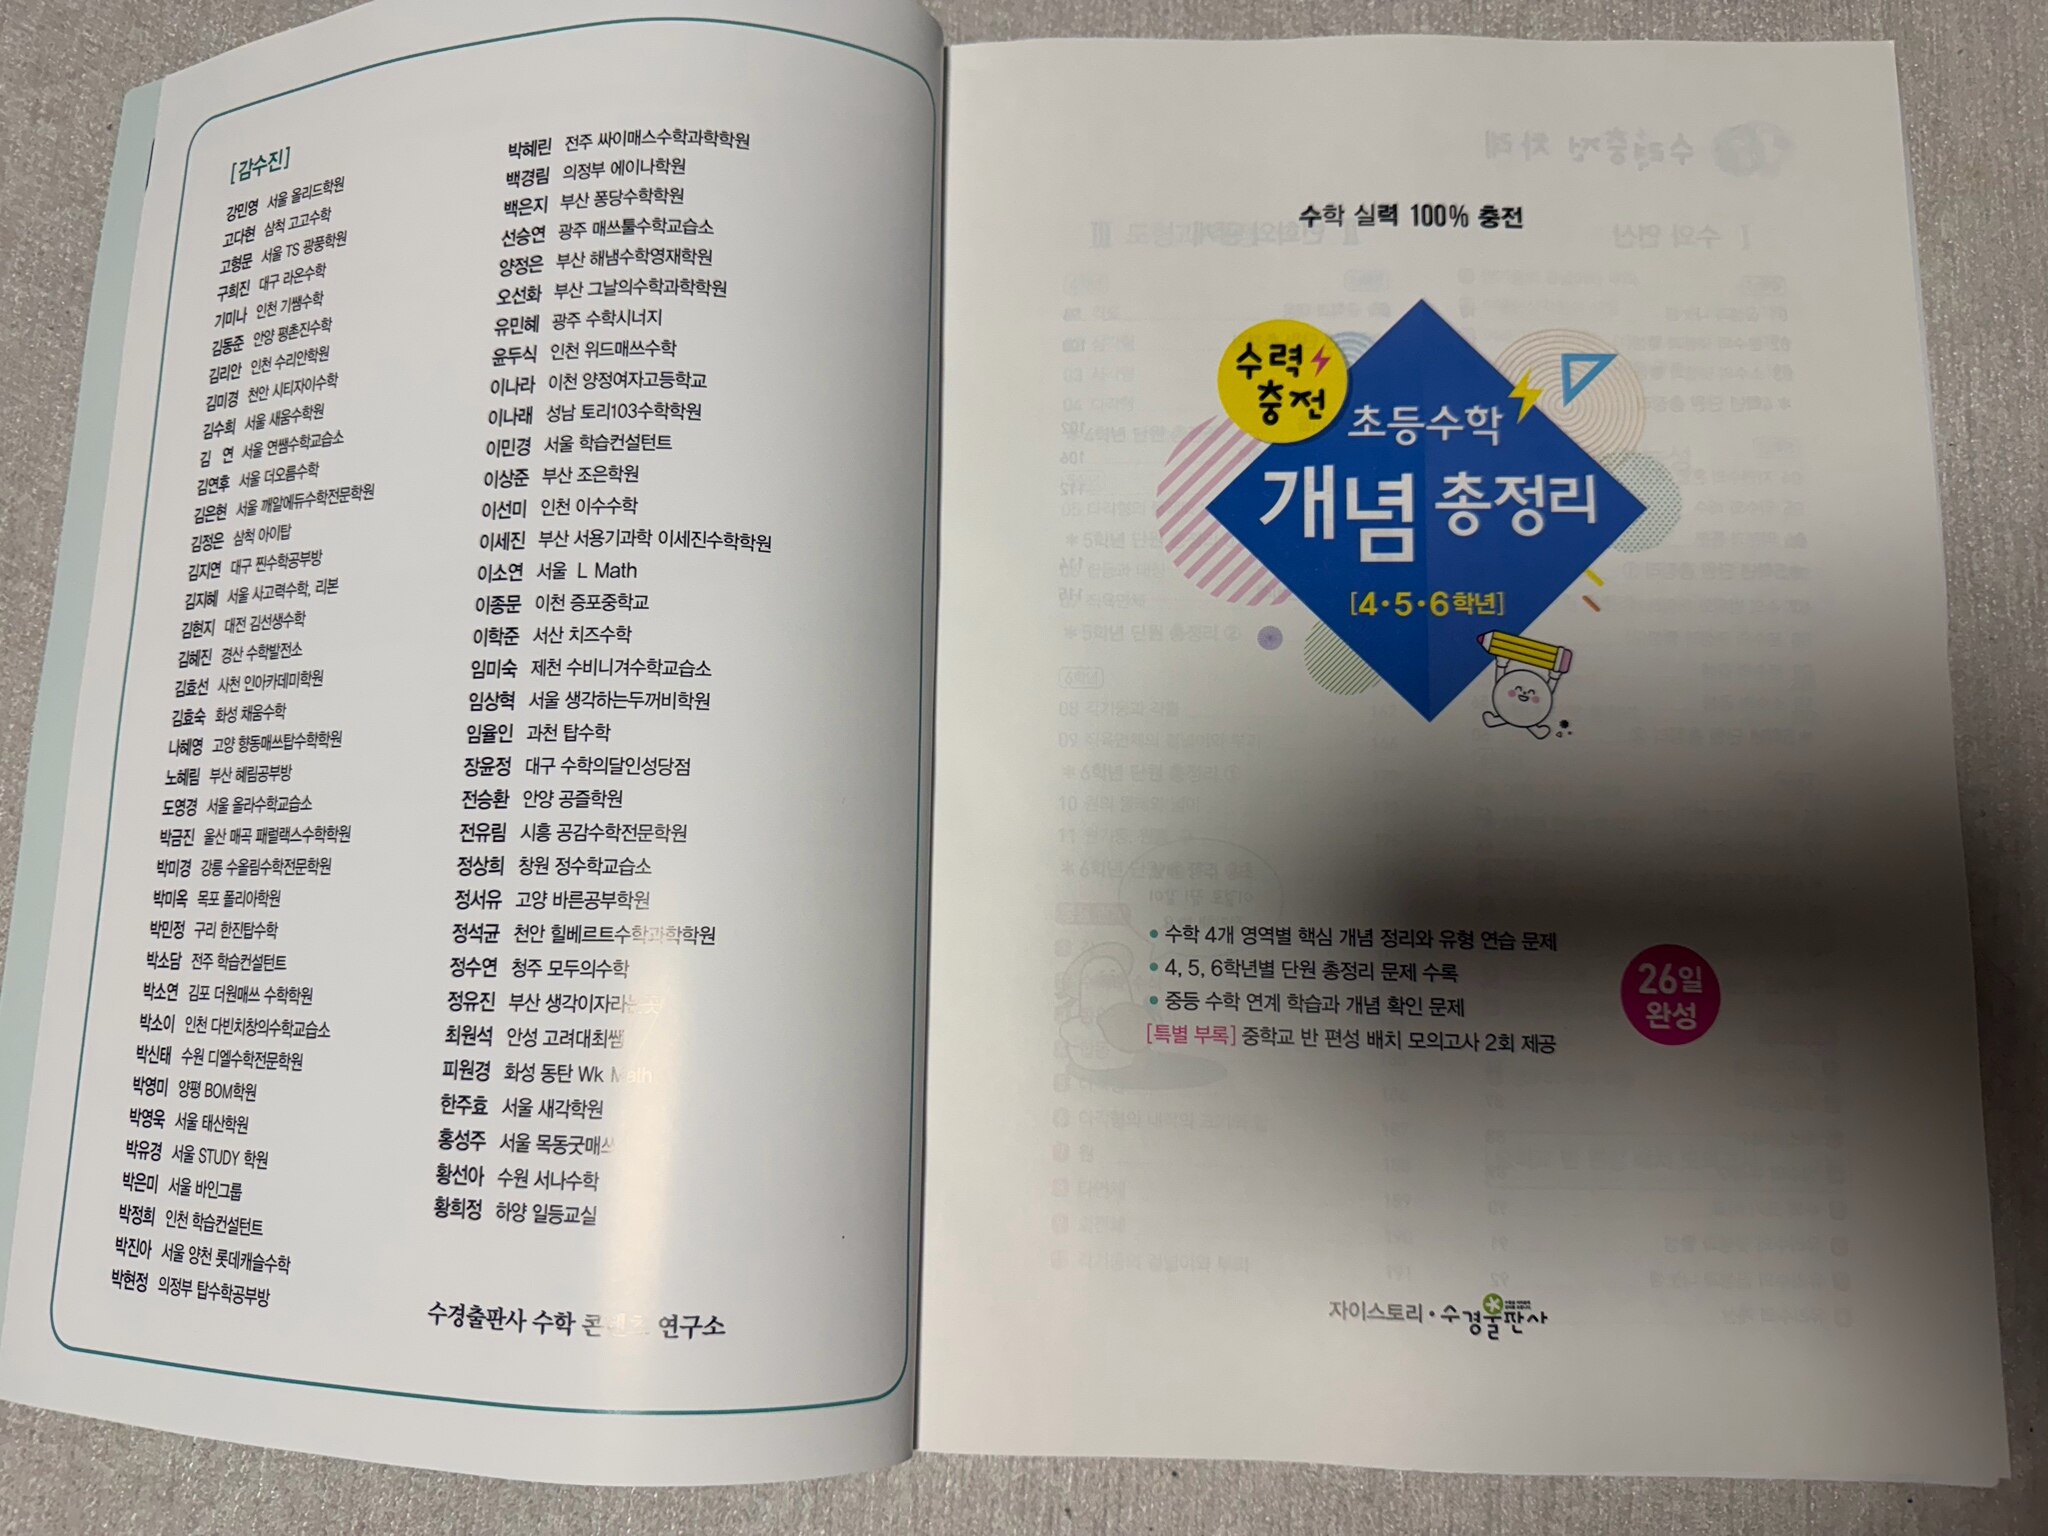 [감수진]
강민영 서울 올리드학원
고다현 삼척 고고수학
고형문 서울 TS 광풍학원
구희진 대구 라온수학
기미나 인천 기쌤수학
김동준 안양 평촌진수학
김리안 인천 수리안학원
김미경 천안 시티자이수학
김수희 서울 새움수학원
김 연 서울 연쌤수학교습소
김연후 서울 더오름수학
김은현 서울 깨알에듀수학전문학원
김정은 삼척 아이탑
김지연 대구 찐수학공부방
김지혜 서울 사고력수학, 리본
김현지 대전 김선생수학
김혜진 경산 수학발전소
김효선 사천 인아카데미학원
김효숙 화성 채움수학
나혜영 고양 향동매쓰탑수학학원
노혜림 부산 혜림공부방
도영경 서울 올라수학교습소
박금진 울산 매곡 패럴랙스수학학원
박미경 강릉 수올림수학전문학원
박미옥 목포 폴리아학원
박민정 구리 한진탑수학
박소담 전주 학습컨설턴트
박소연 김포 더원매쓰 수학학원
박소이 인천 다빈치창의수학교습소
박신태 수원 디엘수학전문학원
박영미 양평 BOM학원
박영욱 서울 태산학원
박유경 서울 STUDY 학원
박은미 서울 바인그룹
박정희 인천 학습컨설턴트
박진아 서울 양천 롯데캐슬수학
박현정 의정부 탑수학공부방
박혜린 전주 싸이매스수학과학학원
백경림 의정부 에이나학원
백은지 부산 퐁당수학학원
선승연 광주 매쓰툴수학교습소
양정은 부산 해냄수학영재학원
오선화 부산 그날의수학과학학원
유민혜 광주 수학시너지
윤두식 인천 위드매쓰수학
이나라 이천 양정여자고등학교
이나래 성남 토리103수학학원
이민경 서울 학습컨설턴트
이상준 부산 조은학원
이선미 인천 이수수학
이세진 부산 서용기과학 이세진수학학원
이소연 서울 L Math
이종문 이천 증포중학교
이학준 서산 치즈수학
임미숙 제천 수비니겨수학교습소
임상혁 서울 생각하는두꺼비학원
임율인 과천 탑수학
장윤정 대구 수학의달인성당점
전승환 안양 공즐학원
전유림 시흥 공감수학전문학원
정상희 창원 정수학교습소
정서유 고양 바른공부학원
정석균 천안 힐베르트수학과학학원
정수연 청주 모두의수학
정유진 부산 생각이자라는곳
최원석 안성 고려대최쌤
피원경 화성 동탄 Wk Math
한주효 서울 새각학원
홍성주 서울 목동굿매쓰
황선아 수원 서나수학
황희정 하양 일등교실
수경출판사 수학 콘텐츠 연구소
수학 실력 100% 충전
수력 충전
초등수학
개념 총정리
[4·5·6학년]
• 수학 4개 영역별 핵심 개념 정리와 유형 연습 문제
• 4, 5, 6학년별 단원 총정리 문제 수록
• 중등 수학 연계 학습과 개념 확인 문제
[특별 부록] 중학교 반 편성 배치 모의고사 2회 제공
26일
완성
자이스토리·수경출판사